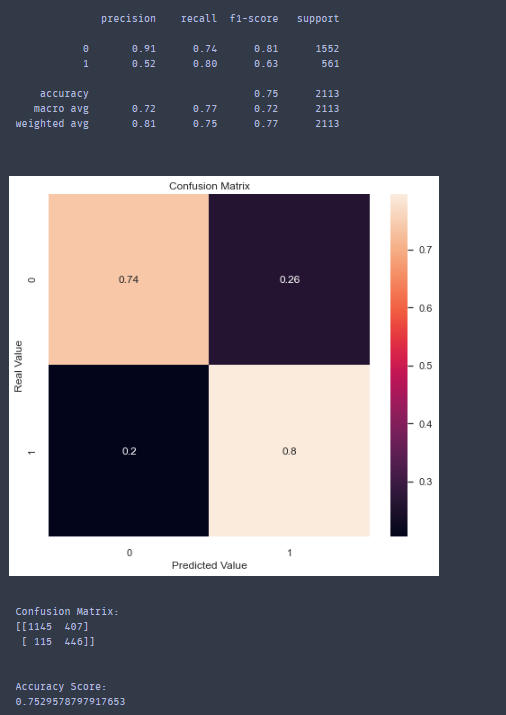 precision recall f1-score support
0 0.91 0.74 0.81 1552
1 0.52 0.80 0.63 561
accuracy 0.75 2113
macro avg 0.72 0.77 0.72 2113
weighted avg 0.81 0.75 0.77 2113
Confusion Matrix
0
1
Real Value
0.74 0.26
0.2 0.8
0 1
Predicted Value
0.7
0.6
0.5
0.4
0.3
Confusion Matrix:
[[1145 407]
[ 115 446]]
Accuracy Score:
0.7529578797917653